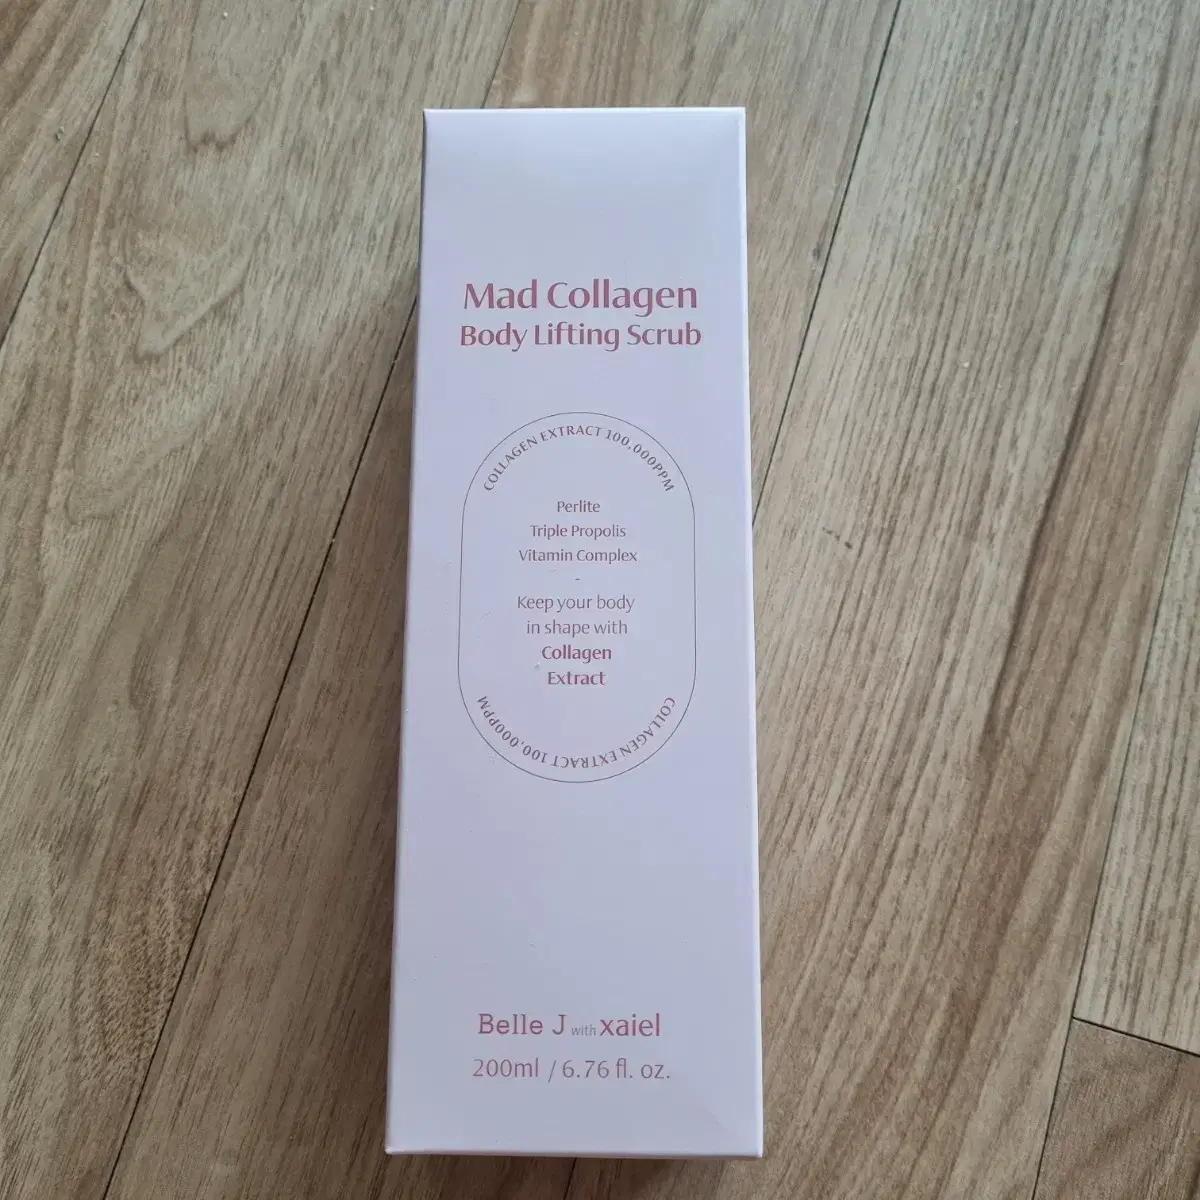 Mad Collagen
Body Lifting Scrub
COLLAGEN EXTRACT 100,000PPM
Perlite
Triple Propolis
Vitamin Complex
-
Keep your body
in shape with
Collagen
Extract
COLLAGEN EXTRACT 100,000PPM
Belle J with xaiel
200ml / 6.76 fl. oz.